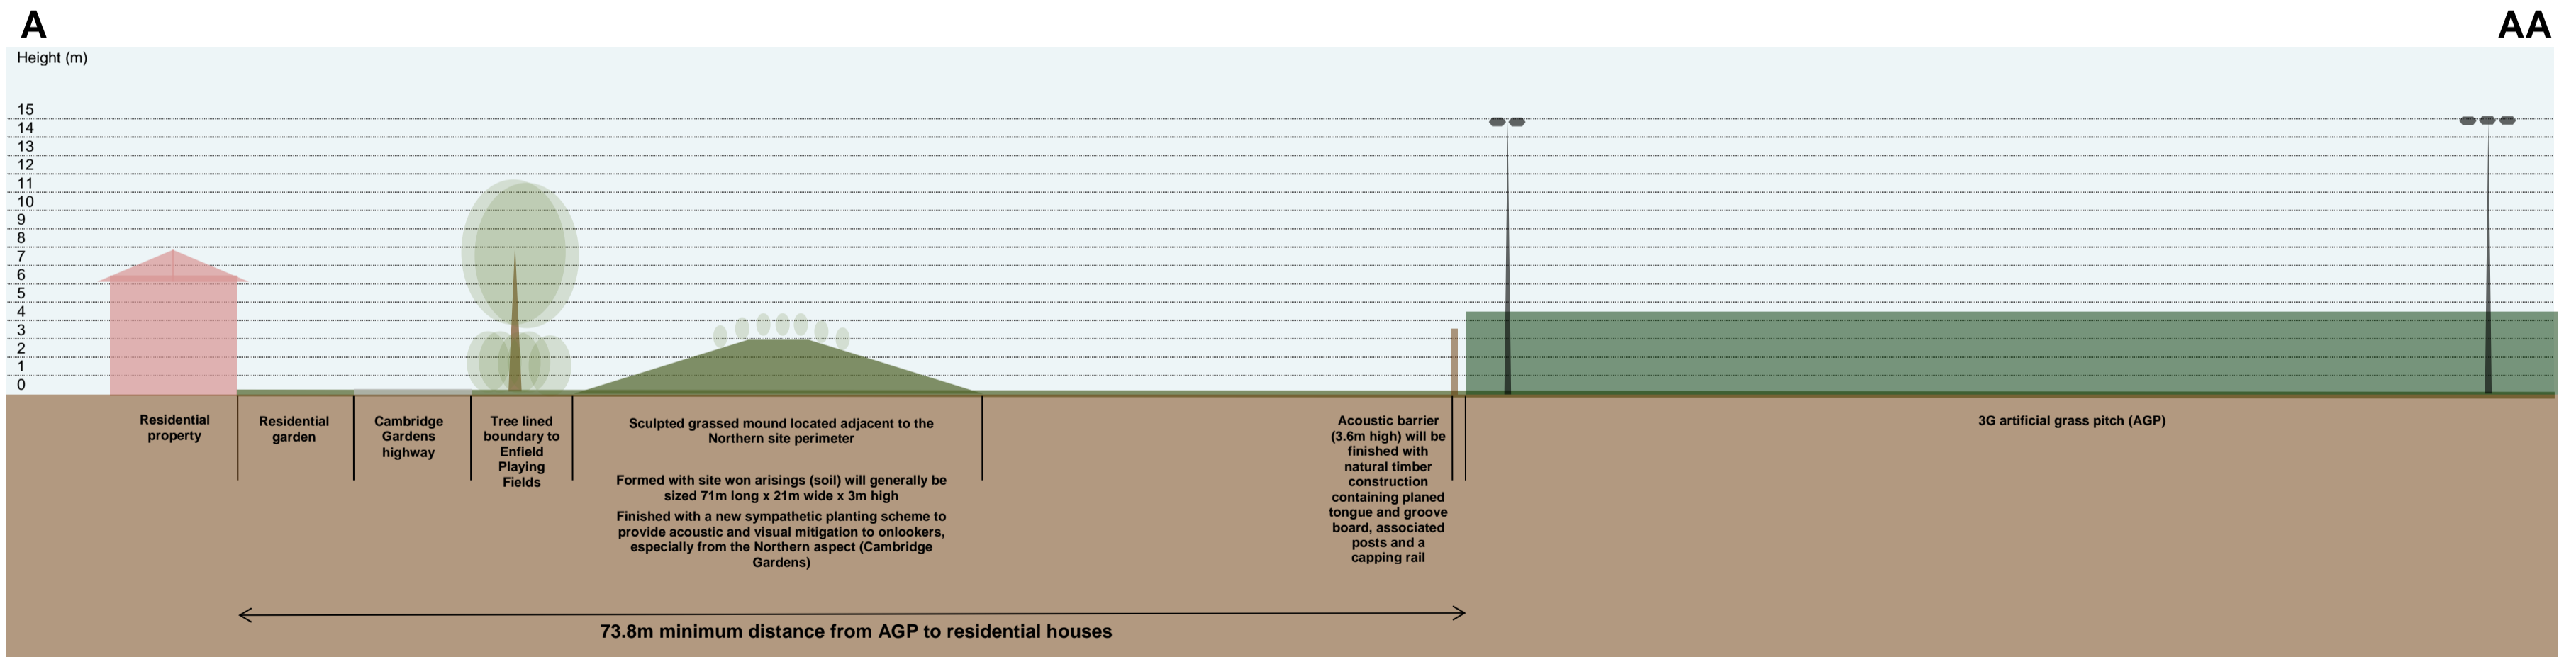 A
AA
Height (m)
15
14
13
12
11
10
9
8
7
6
5
4
3
2
1
0
Residential
property
Residential
garden
Cambridge
Gardens
highway
Tree lined
boundary to
Enfield
Playing
Fields
Sculpted grassed mound located adjacent to the
Northern site perimeter
Formed with site won arisings (soil) will generally be
sized 71m long x 21m wide x 3m high
Finished with a new sympathetic planting scheme to
provide acoustic and visual mitigation to onlookers,
especially from the Northern aspect (Cambridge
Gardens)
Acoustic barrier
(3.6m high) will be
finished with
natural timber
construction
containing planed
tongue and groove
board, associated
posts and a
capping rail
3G artificial grass pitch (AGP)
73.8m minimum distance from AGP to residential houses